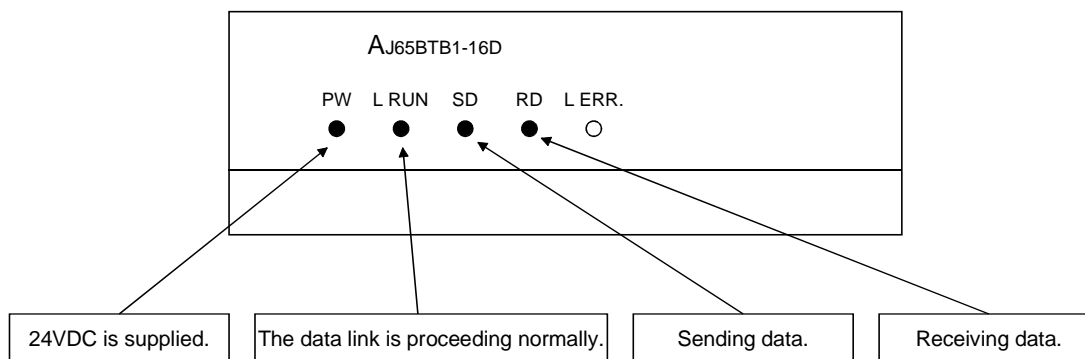 AJ65BTB1-16D
PW L RUN SD RD L ERR.
24VDC is supplied. The data link is proceeding normally. Sending data. Receiving data.